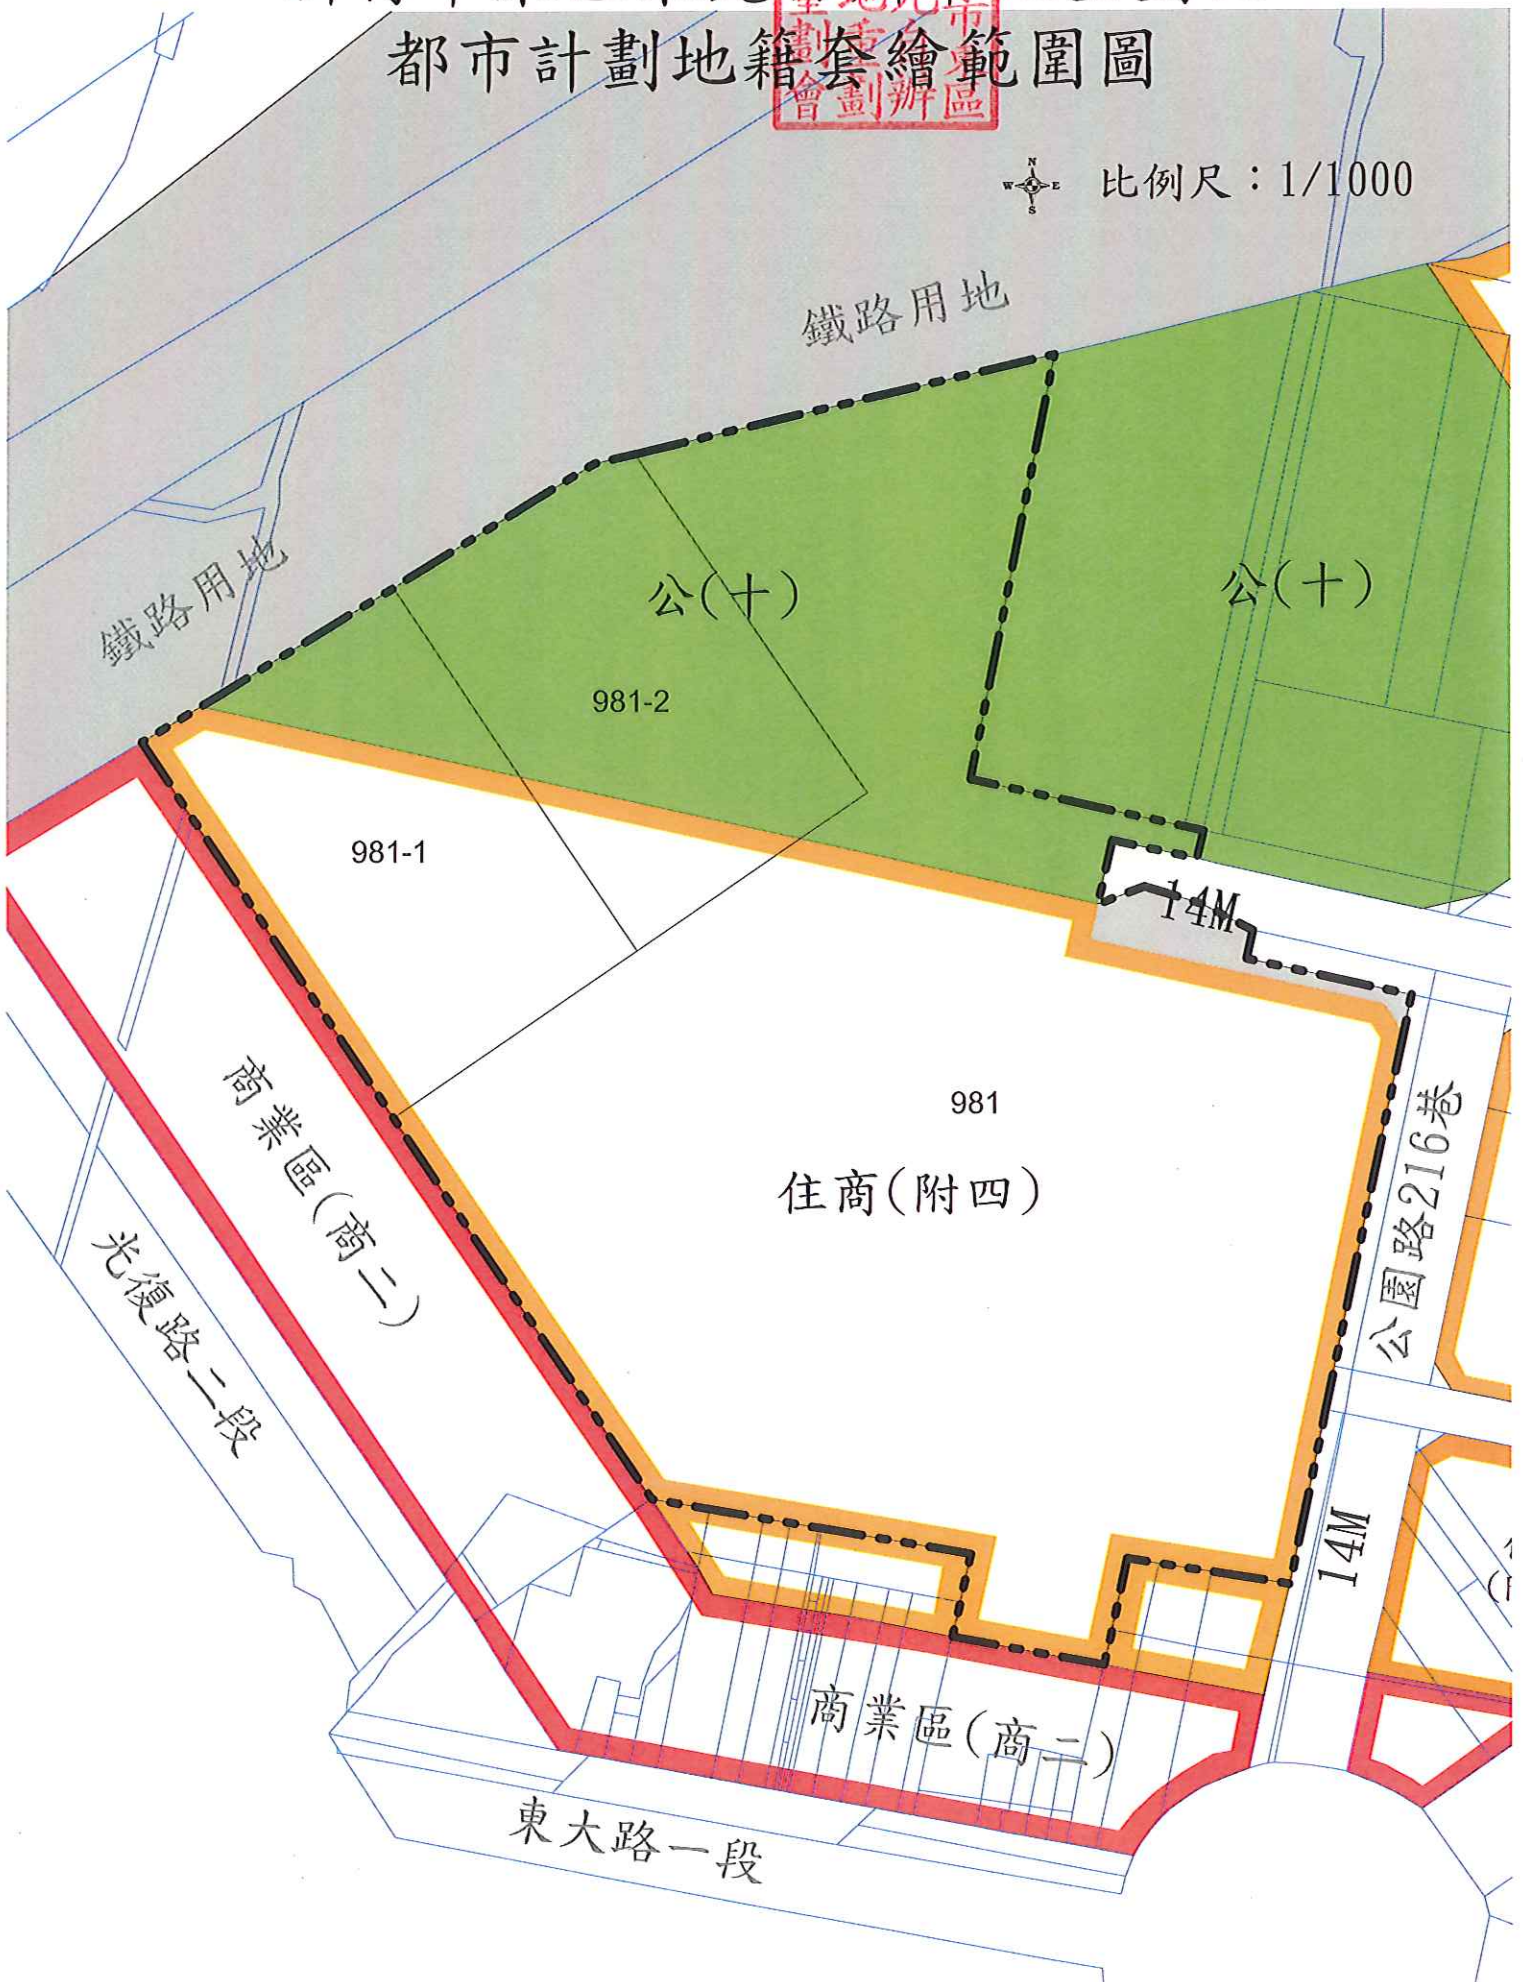 都市計劃地籍套繪範圍圖
N
W E
S
比例尺：1/1000
鐵路用地
鐵路用地
公(十)
公(十)
981-2
981-1
14M
981
住商(附四)
公園路216巷
商業區(商二)
光復路二段
14M
商業區(商二)
東大路一段